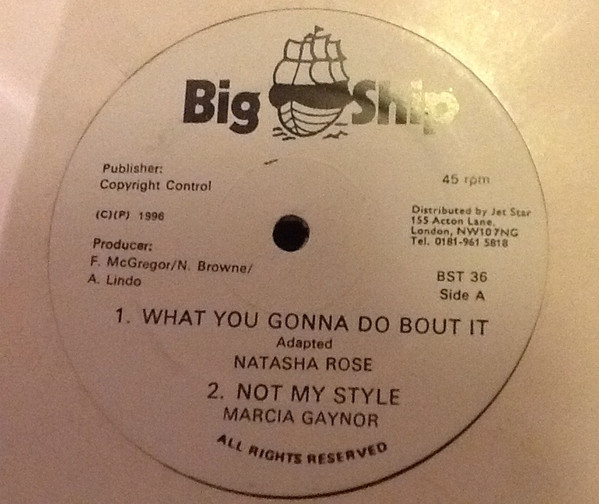 Big Ship
Publisher:
Copyright Control
45 rpm
(C)(P) 1996
Distributed by Jet Star
155 Acton Lane,
London, NW10 7NG
Tel. 0181-961 5818
Producer:
F. McGregor/N. Browne/
A. Lindo
BST 36
Side A
1. WHAT YOU GONNA DO BOUT IT
Adapted
NATASHA ROSE
2. NOT MY STYLE
MARCIA GAYNOR
ALL RIGHTS RESERVED